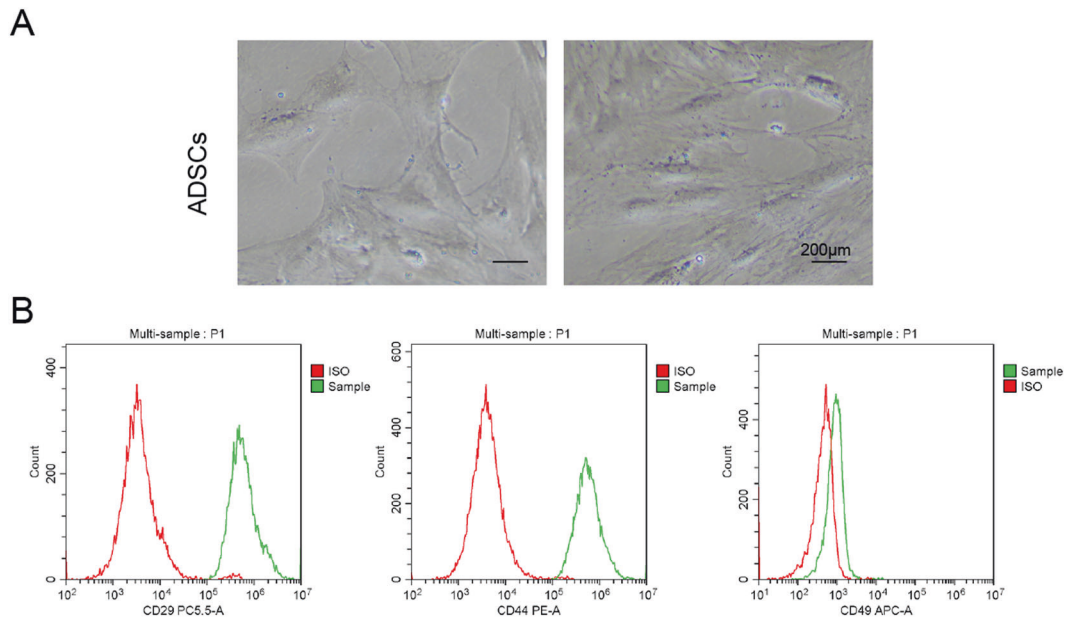 A
ADSCs
200μm
B
Multi-sample : P1
400
200
0
Count
10² 10³ 10⁴ 10⁵ 10⁶ 10⁷
CD29 PC5.5-A
ISO
Sample
Multi-sample : P1
600
400
200
0
Count
10² 10³ 10⁴ 10⁵ 10⁶ 10⁷
CD44 PE-A
ISO
Sample
Multi-sample : P1
400
200
0
Count
10¹ 10² 10³ 10⁴ 10⁵ 10⁶ 10⁷
CD49 APC-A
Sample
ISO